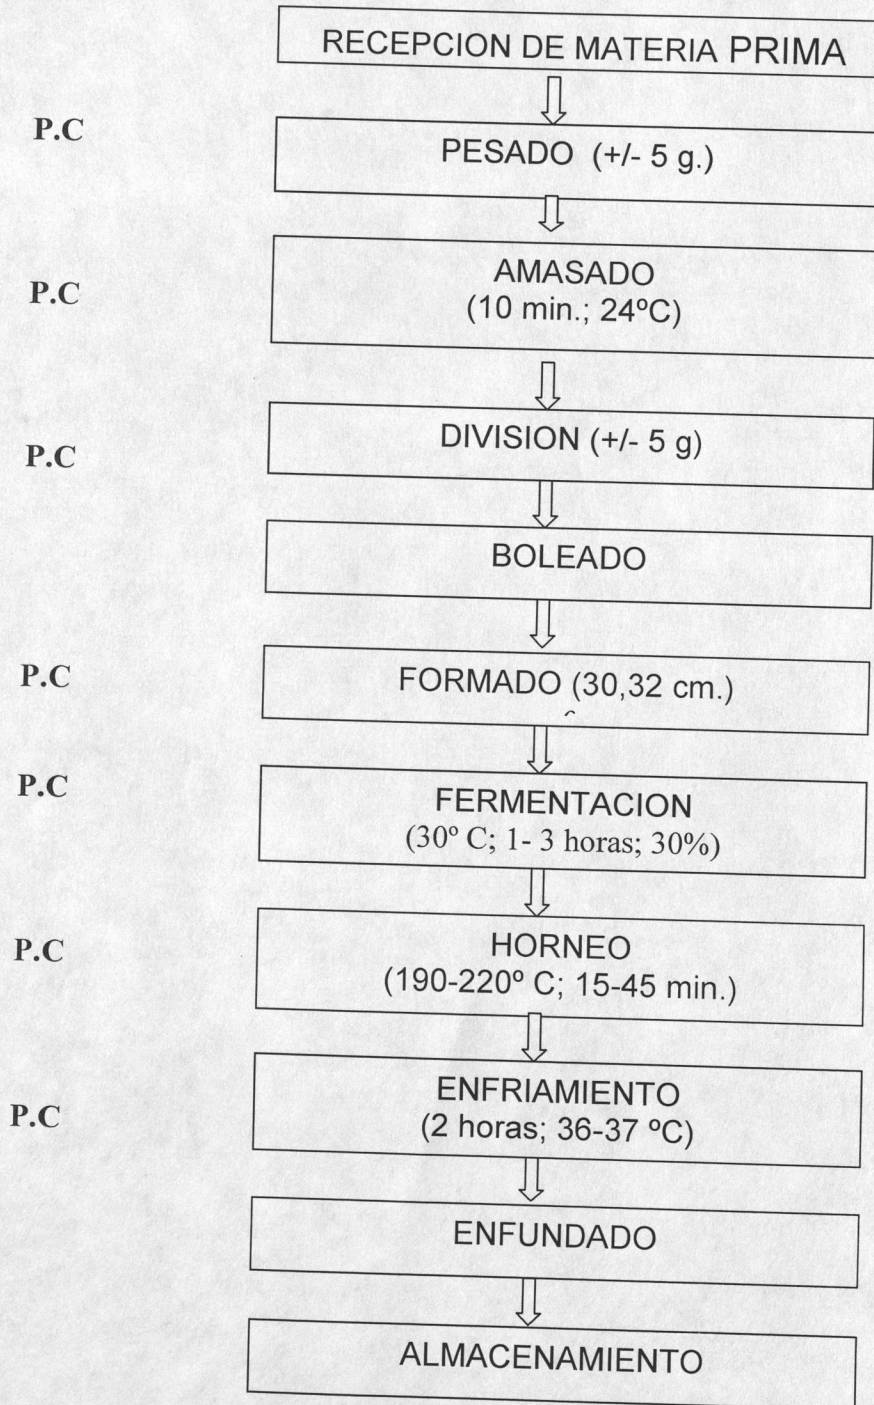 RECEPCION DE MATERIA PRIMA
P.C
PESADO (+/- 5 g.)
P.C
AMASADO
(10 min.; 24ºC)
P.C
DIVISION (+/- 5 g)
BOLEADO
P.C
FORMADO (30,32 cm.)
P.C
FERMENTACION
(30º C; 1- 3 horas; 30%)
P.C
HORNEO
(190-220º C; 15-45 min.)
P.C
ENFRIAMIENTO
(2 horas; 36-37 ºC)
ENFUNDADO
ALMACENAMIENTO